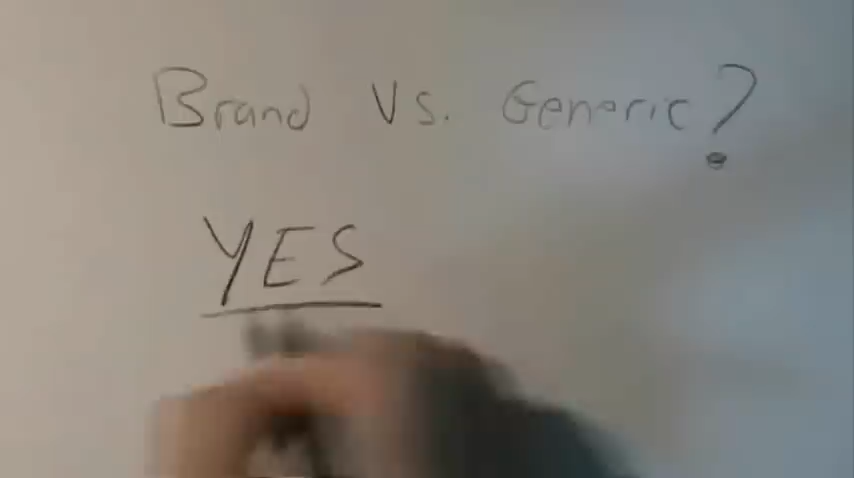 Brand Vs. Generic?
YES